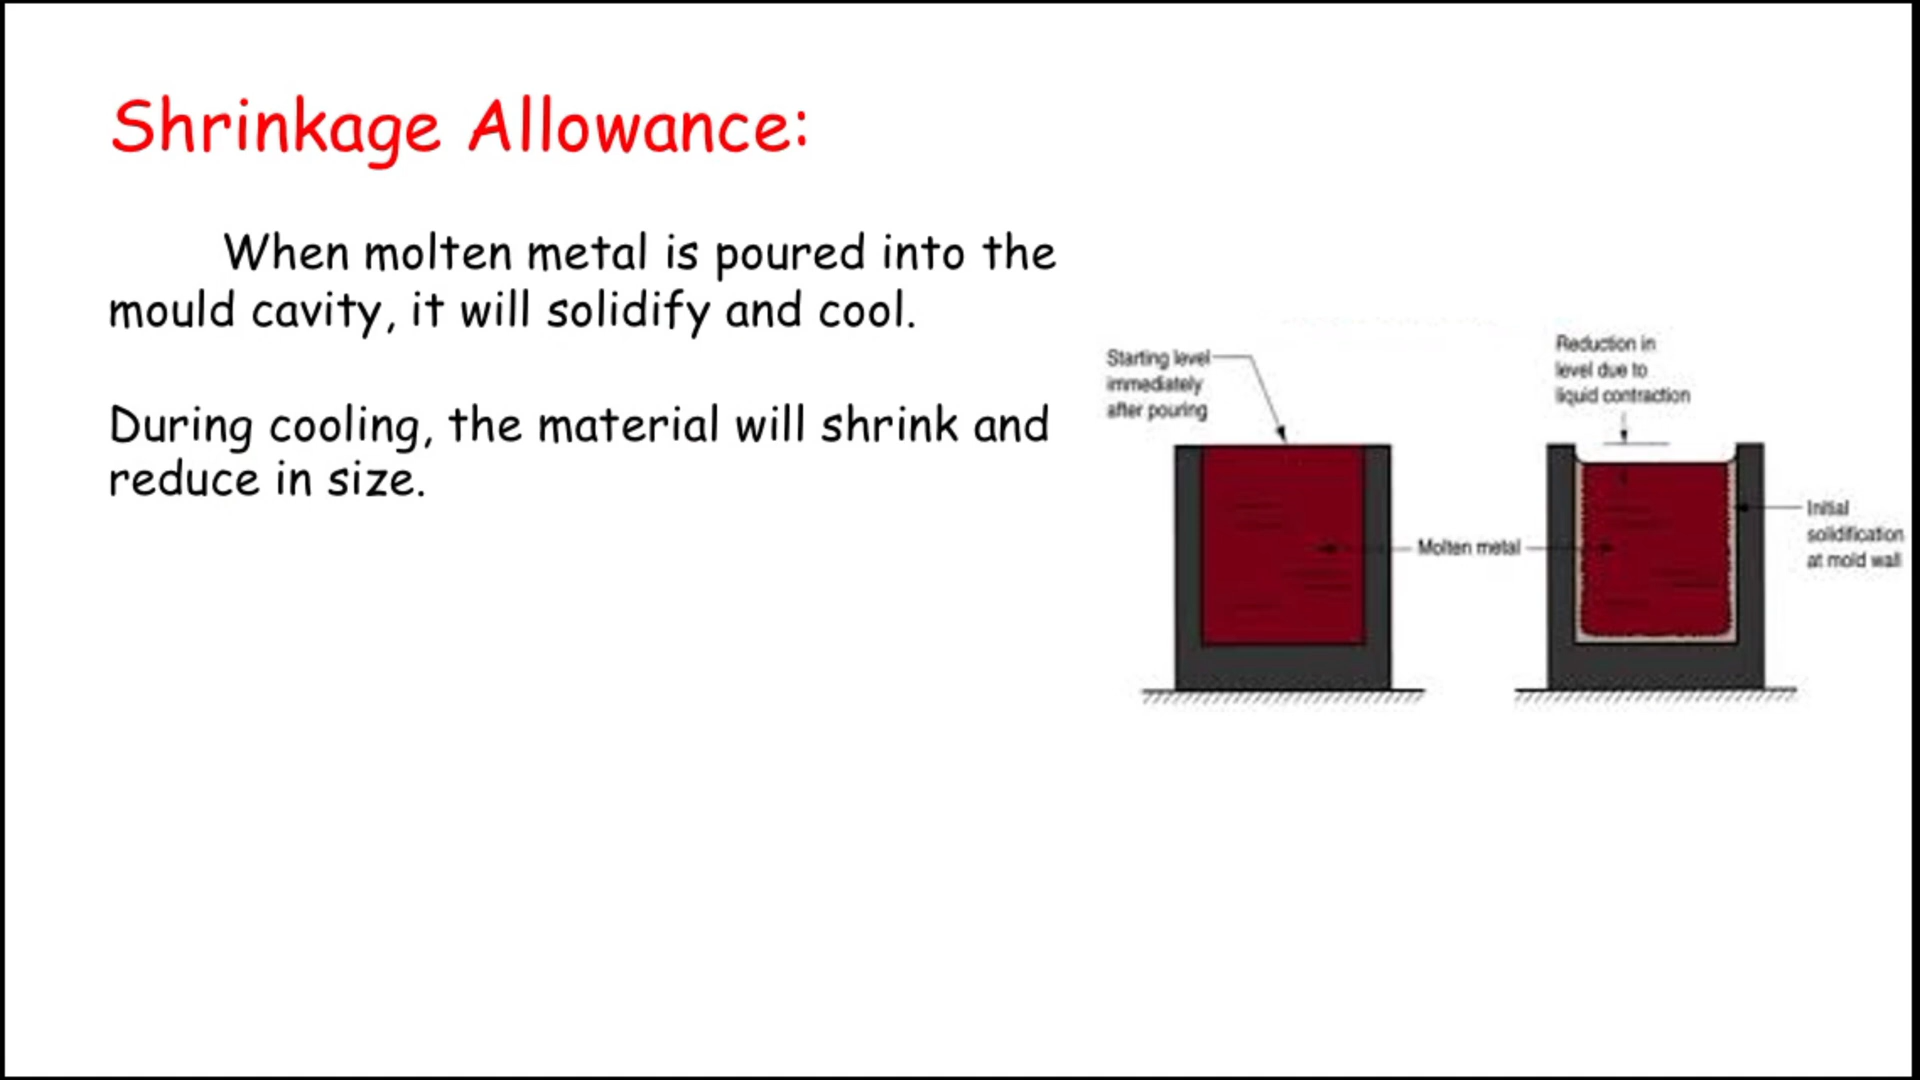 Shrinkage Allowance:
When molten metal is poured into the
mould cavity, it will solidify and cool.
During cooling, the material will shrink and
reduce in size.
Starting level
immediately
after pouring
Reduction in
level due to
liquid contraction
Molten metal
Initial
solidification
at mold wall